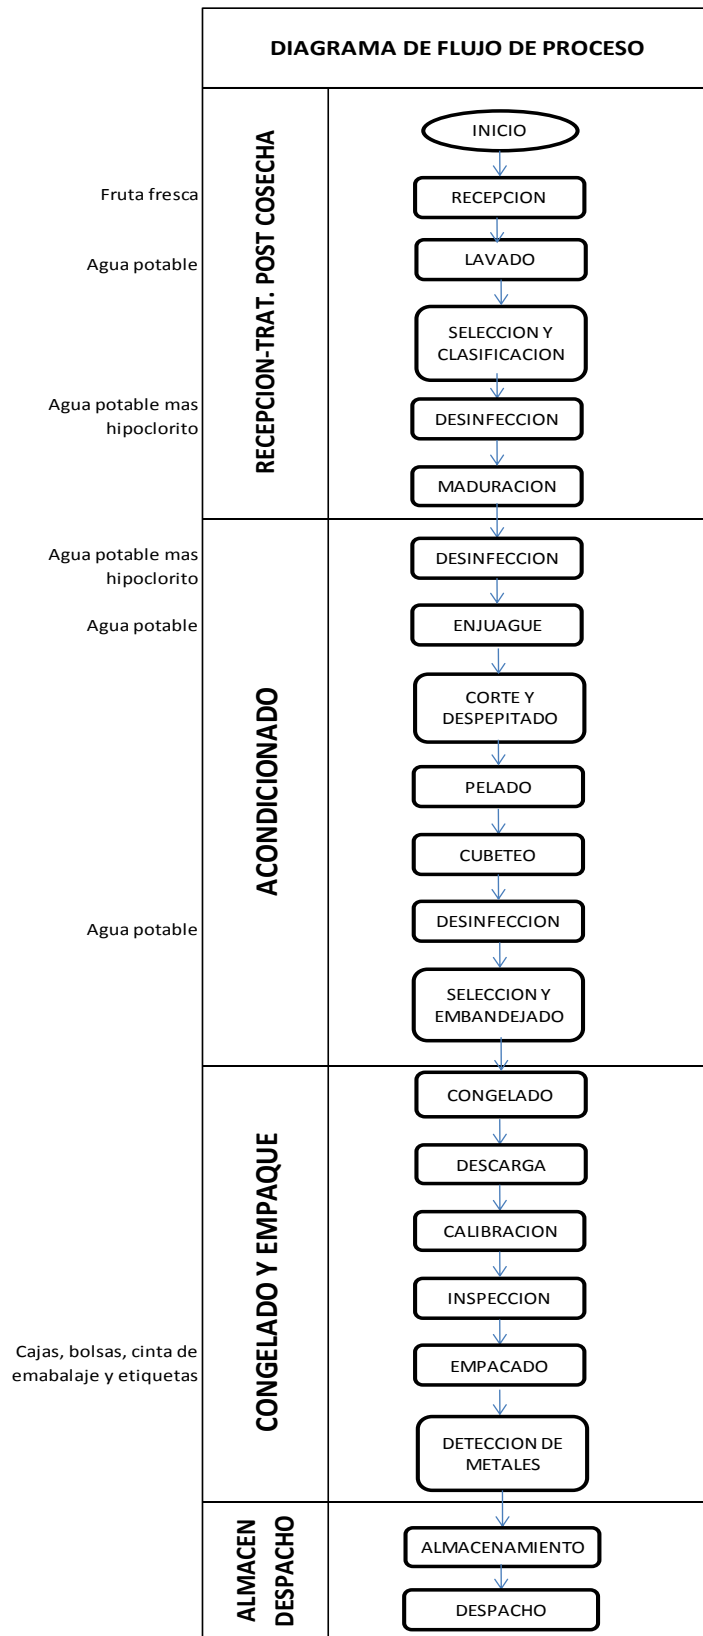 DIAGRAMA DE FLUJO DE PROCESO
RECEPCION-TRAT. POST COSECHA
INICIO
Fruta fresca
RECEPCION
Agua potable
LAVADO
SELECCION Y
CLASIFICACION
Agua potable mas
hipoclorito
DESINFECCION
MADURACION
ACONDICIONADO
Agua potable mas
hipoclorito
DESINFECCION
Agua potable
ENJUAGUE
CORTE Y
DESPEPITADO
PELADO
CUBETEO
Agua potable
DESINFECCION
SELECCION Y
EMBANDEJADO
CONGELADO Y EMPAQUE
CONGELADO
DESCARGA
CALIBRACION
INSPECCION
Cajas, bolsas, cinta de
emabalaje y etiquetas
EMPACADO
DETECCION DE
METALES
ALMACEN
DESPACHO
ALMACENAMIENTO
DESPACHO